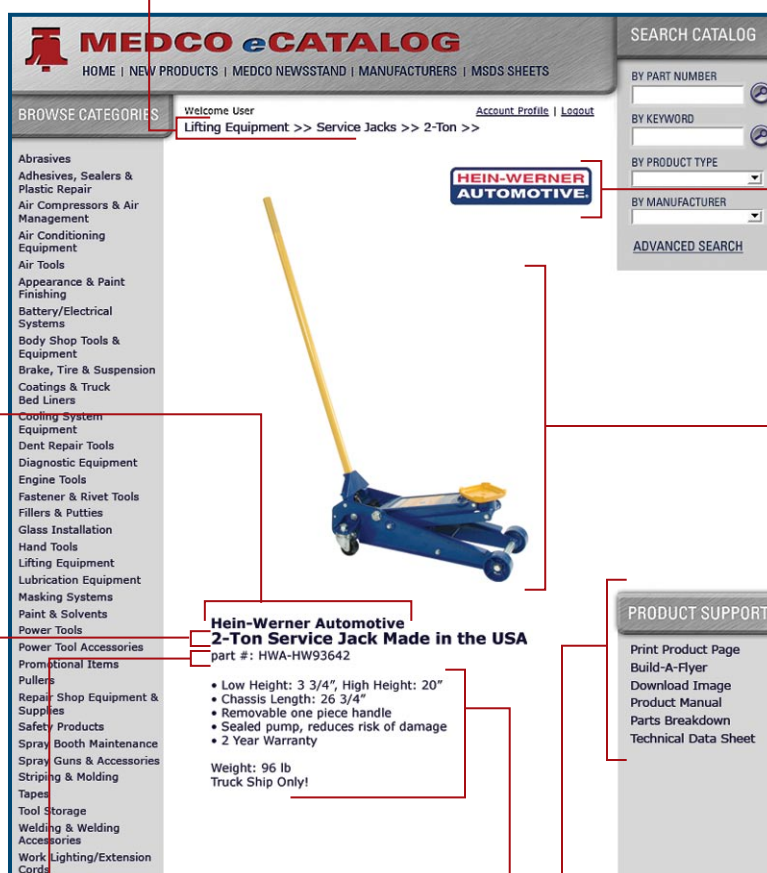 MEDCO eCATALOG
HOME | NEW PRODUCTS | MEDCO NEWSSTAND | MANUFACTURERS | MSDS SHEETS
BROWSE CATEGORIES
Abrasives
Adhesives, Sealers &
Plastic Repair
Air Compressors & Air
Management
Air Conditioning
Equipment
Air Tools
Appearance & Paint
Finishing
Battery/Electrical
Systems
Body Shop Tools &
Equipment
Brake, Tire & Suspension
Coatings & Truck
Bed Liners
Cooling System
Equipment
Dent Repair Tools
Diagnostic Equipment
Engine Tools
Fastener & Rivet Tools
Fillers & Putties
Glass Installation
Hand Tools
Lifting Equipment
Lubrication Equipment
Masking Systems
Paint & Solvents
Power Tools
Power Tool Accessories
Promotional Items
Pullers
Repair Shop Equipment &
Supplies
Safety Products
Spray Booth Maintenance
Spray Guns & Accessories
Striping & Molding
Tapes
Tool Storage
Welding & Welding
Accessories
Work Lighting/Extension
Cords
Welcome User
Account Profile | Logout
Lifting Equipment >> Service Jacks >> 2-Ton >>
HEIN-WERNER
AUTOMOTIVE.
Hein-Werner Automotive
2-Ton Service Jack Made in the USA
part #: HWA-HW93642
• Low Height: 3 3/4”, High Height: 20”
• Chassis Length: 26 3/4”
• Removable one piece handle
• Sealed pump, reduces risk of damage
• 2 Year Warranty
Weight: 96 lb
Truck Ship Only!
SEARCH CATALOG
BY PART NUMBER
BY KEYWORD
BY PRODUCT TYPE
BY MANUFACTURER
ADVANCED SEARCH
PRODUCT SUPPORT
Print Product Page
Build-A-Flyer
Download Image
Product Manual
Parts Breakdown
Technical Data Sheet